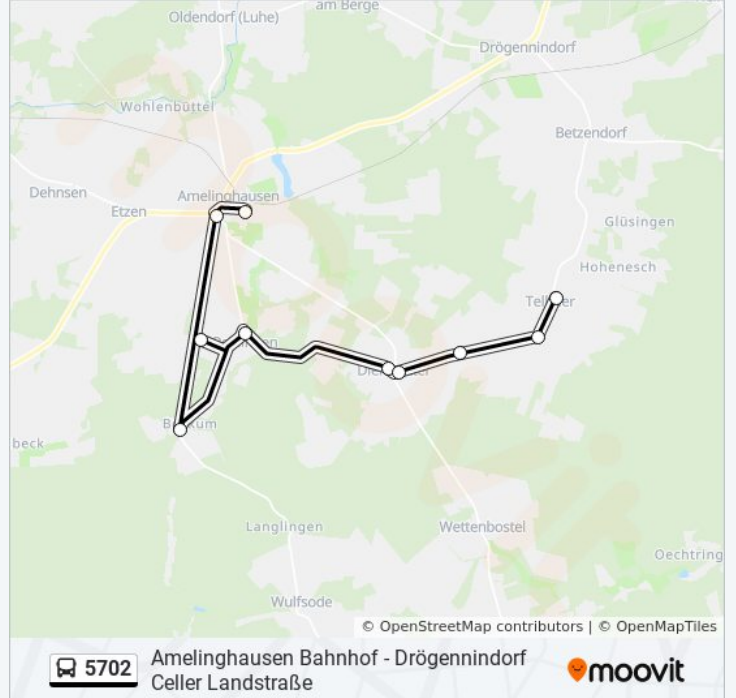 Oldendorf (Luhe)
am Berge
Drögennindorf
Wohlenbüttel
Betzendorf
Dehnsen
Amelinghausen
Etzen
Glüsingen
Hohenesch
beck
Langlingen
Wettenbostel
Oechtring
Wulfsode
© OpenStreetMap contributors | © OpenMapTiles
5702
Amelinghausen Bahnhof - Drögennindorf
Celler Landstraße
moovit